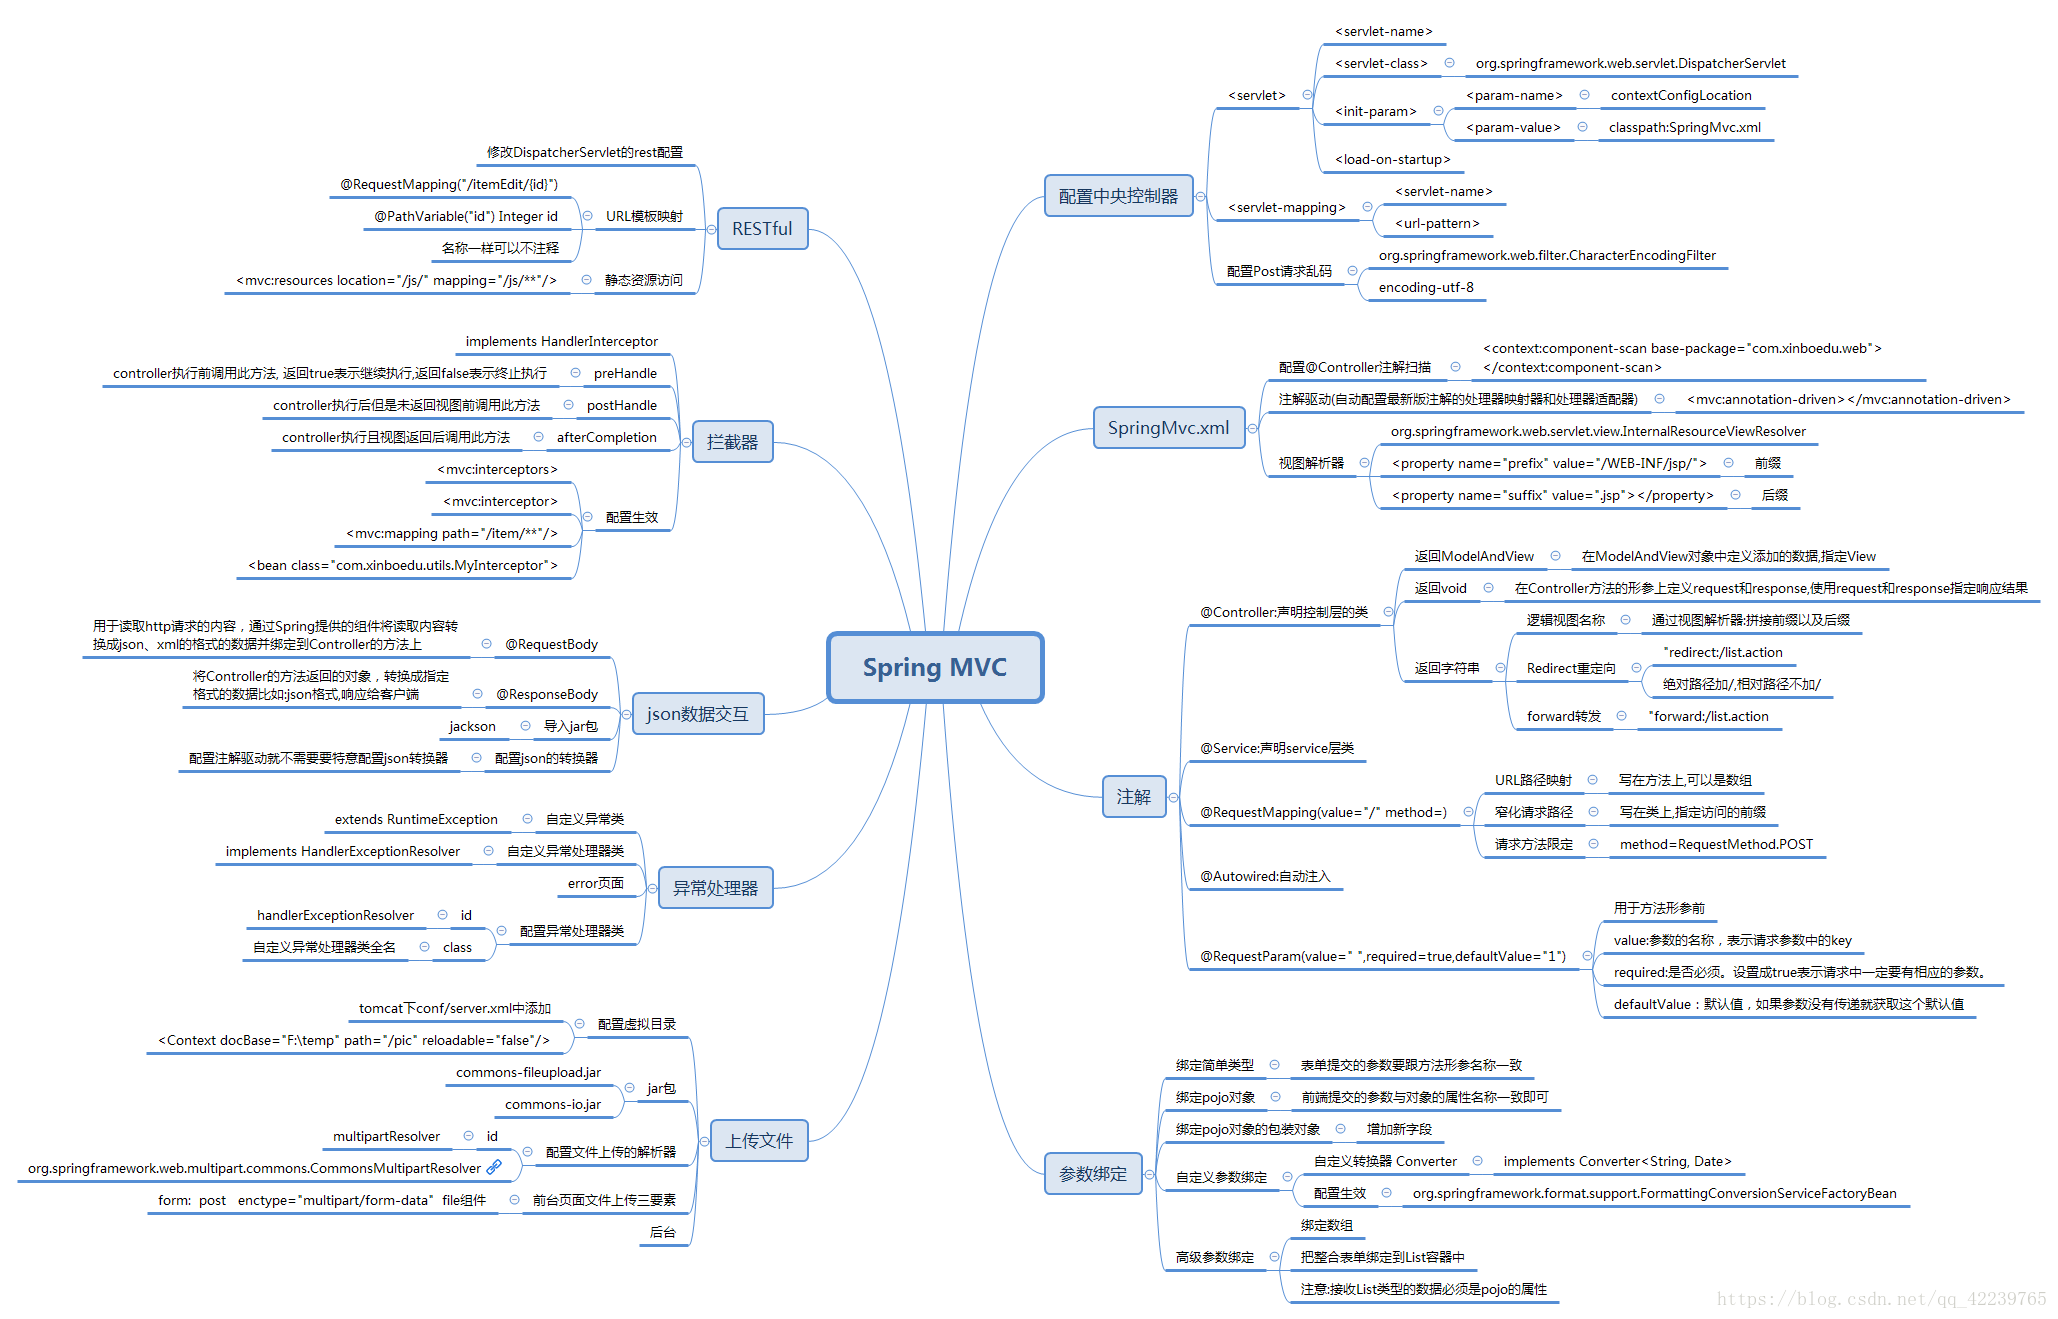 Spring MVC
配置中央控制器
<servlet>
<servlet-name>
<servlet-class>
org.springframework.web.servlet.DispatcherServlet
<init-param>
<param-name>
contextConfigLocation
<param-value>
classpath:SpringMvc.xml
<load-on-startup>
<servlet-mapping>
<servlet-name>
<url-pattern>
配置Post请求乱码
org.springframework.web.filter.CharacterEncodingFilter
encoding-utf-8
SpringMvc.xml
配置@Controller注解扫描
<context:component-scan base-package="com.xinboedu.web">
</context:component-scan>
注解驱动(自动配置最新版注解的处理器映射器和处理器适配器)
<mvc:annotation-driven></mvc:annotation-driven>
视图解析器
org.springframework.web.servlet.view.InternalResourceViewResolver
<property name="prefix" value="/WEB-INF/jsp/">
前缀
<property name="suffix" value=".jsp"></property>
后缀
注解
@Controller:声明控制层的类
返回ModelAndView
在ModelAndView对象中定义添加的数据,指定View
返回void
在Controller方法的形参上定义request和response,使用request和response指定响应结果
返回字符串
逻辑视图名称
通过视图解析器:拼接前缀以及后缀
Redirect重定向
"redirect:/list.action
绝对路径加/,相对路径不加/
forward转发
"forward:/list.action
@Service:声明service层类
@RequestMapping(value="/" method=)
URL路径映射
写在方法上,可以是数组
窄化请求路径
写在类上,指定访问的前缀
请求方法限定
method=RequestMethod.POST
@Autowired:自动注入
@RequestParam(value=" ",required=true,defaultValue="1")
用于方法形参前
value:参数的名称，表示请求参数中的key
required:是否必须。设置成true表示请求中一定要有相应的参数。
defaultValue：默认值，如果参数没有传递就获取这个默认值
参数绑定
绑定简单类型
表单提交的参数要跟方法形参名称一致
绑定pojo对象
前端提交的参数与对象的属性名称一致即可
绑定pojo对象的包装对象
增加新字段
自定义参数绑定
自定义转换器 Converter
implements Converter<String, Date>
配置生效
org.springframework.format.support.FormattingConversionServiceFactoryBean
高级参数绑定
绑定数组
把整合表单绑定到List容器中
注意:接收List类型的数据必须是pojo的属性
RESTful
修改DispatcherServlet的rest配置
URL模板映射
@RequestMapping("/itemEdit/{id}")
@PathVariable("id") Integer id
名称一样可以不注释
静态资源访问
<mvc:resources location="/js/" mapping="/js/**"/>
拦截器
implements HandlerInterceptor
preHandle
controller执行前调用此方法, 返回true表示继续执行,返回false表示终止执行
postHandle
controller执行后但是未返回视图前调用此方法
afterCompletion
controller执行且视图返回后调用此方法
配置生效
<mvc:interceptors>
<mvc:interceptor>
<mvc:mapping path="/item/**"/>
<bean class="com.xinboedu.utils.MyInterceptor">
json数据交互
@RequestBody
用于读取http请求的内容，通过Spring提供的组件将读取内容转
换成json、xml的格式的数据并绑定到Controller的方法上
@ResponseBody
将Controller的方法返回的对象，转换成指定
格式的数据比如:json格式,响应给客户端
导入jar包
jackson
配置json的转换器
配置注解驱动就不需要要特意配置json转换器
异常处理器
自定义异常类
extends RuntimeException
自定义异常处理器类
implements HandlerExceptionResolver
error页面
配置异常处理器类
id
handlerExceptionResolver
class
自定义异常处理器类全名
上传文件
配置虚拟目录
tomcat下conf/server.xml中添加
<Context docBase="F:\temp" path="/pic" reloadable="false"/>
jar包
commons-fileupload.jar
commons-io.jar
配置文件上传的解析器
id
multipartResolver
org.springframework.web.multipart.commons.CommonsMultipartResolver
前台页面文件上传三要素
form: post enctype="multipart/form-data" file组件
后台
https://blog.csdn.net/qq_42239765